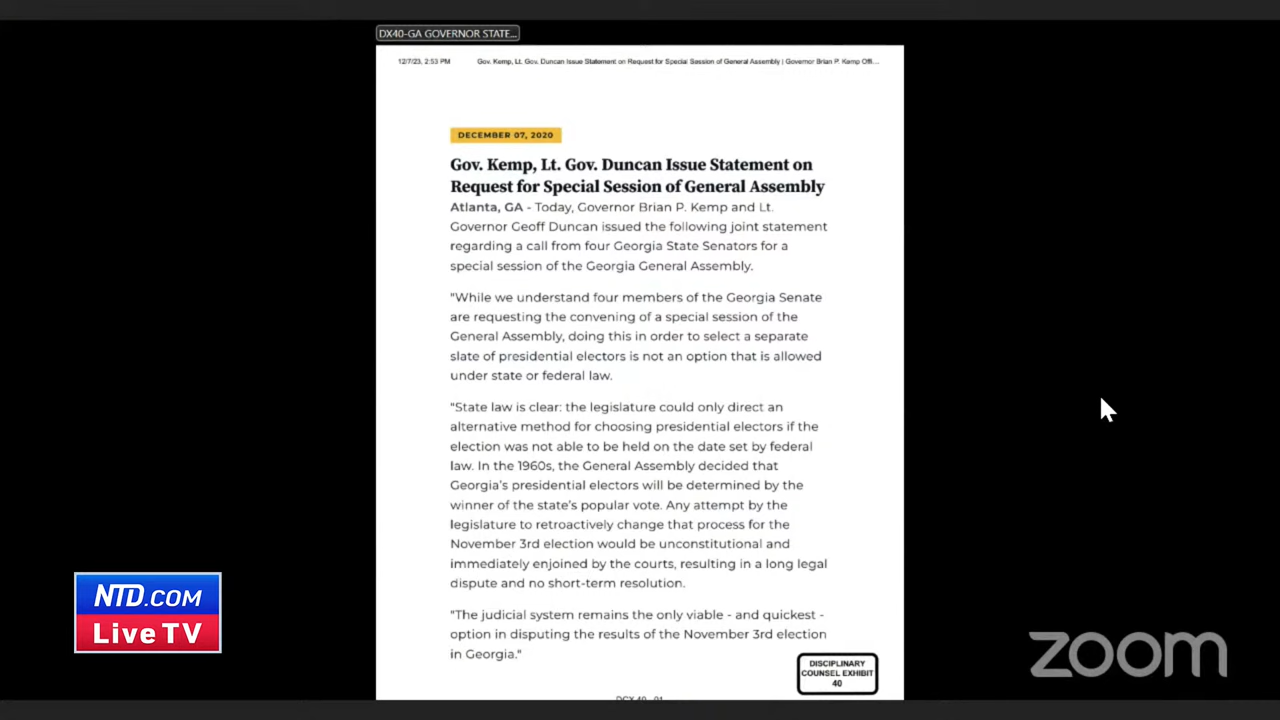 DX40-GA GOVERNOR STATE...
12/7/23, 2:53 PM
Gov. Kemp, Lt. Gov. Duncan Issue Statement on Request for Special Session of General Assembly | Governor Brian P. Kemp Offi...
DECEMBER 07, 2020
Gov. Kemp, Lt. Gov. Duncan Issue Statement on
Request for Special Session of General Assembly
Atlanta, GA - Today, Governor Brian P. Kemp and Lt.
Governor Geoff Duncan issued the following joint statement
regarding a call from four Georgia State Senators for a
special session of the Georgia General Assembly.
"While we understand four members of the Georgia Senate
are requesting the convening of a special session of the
General Assembly, doing this in order to select a separate
slate of presidential electors is not an option that is allowed
under state or federal law.
"State law is clear: the legislature could only direct an
alternative method for choosing presidential electors if the
election was not able to be held on the date set by federal
law. In the 1960s, the General Assembly decided that
Georgia's presidential electors will be determined by the
winner of the state's popular vote. Any attempt by the
legislature to retroactively change that process for the
November 3rd election would be unconstitutional and
immediately enjoined by the courts, resulting in a long legal
dispute and no short-term resolution.
"The judicial system remains the only viable - and quickest -
option in disputing the results of the November 3rd election
in Georgia."
DISCIPLINARY
COUNSEL EXHIBIT
40
NTD.COM
Live TV
zoom